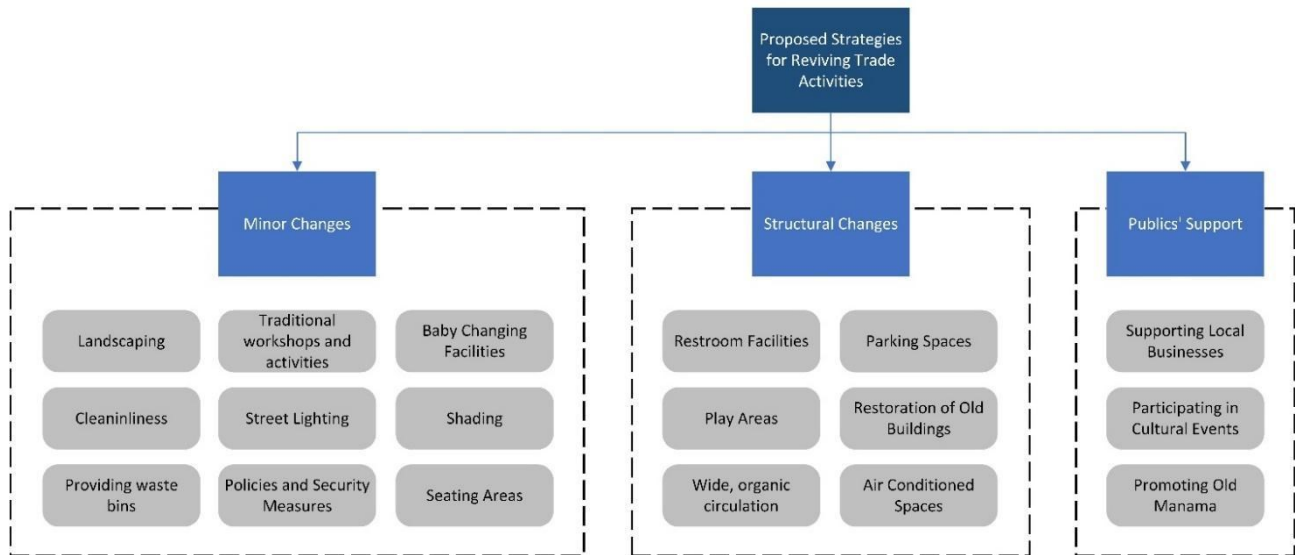 Proposed Strategies
for Reviving Trade
Activities
Minor Changes
Structural Changes
Publics' Support
Landscaping
Traditional
workshops and
activities
Baby Changing
Facilities
Cleaninliness
Street Lighting
Shading
Providing waste
bins
Policies and Security
Measures
Seating Areas
Restroom Facilities
Parking Spaces
Play Areas
Restoration of Old
Buildings
Wide, organic
circulation
Air Conditioned
Spaces
Supporting Local
Businesses
Participating in
Cultural Events
Promoting Old
Manama